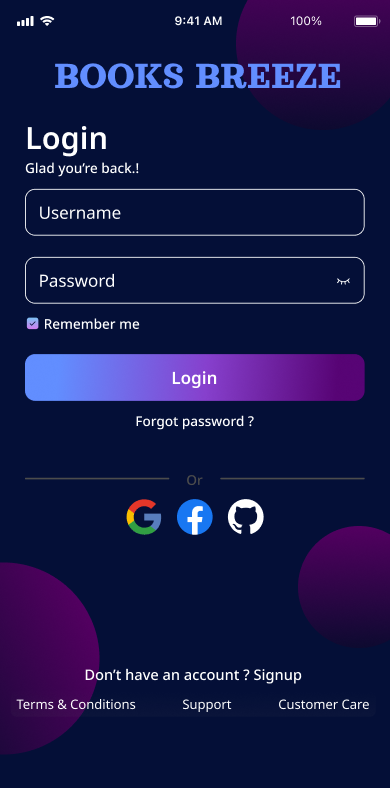 9:41 AM 100%
BOOKS BREEZE
Login
Glad you’re back.!
Username
Password
Remember me
Login
Forgot password ?
Or
Don’t have an account ? Signup
Terms & Conditions Support Customer Care